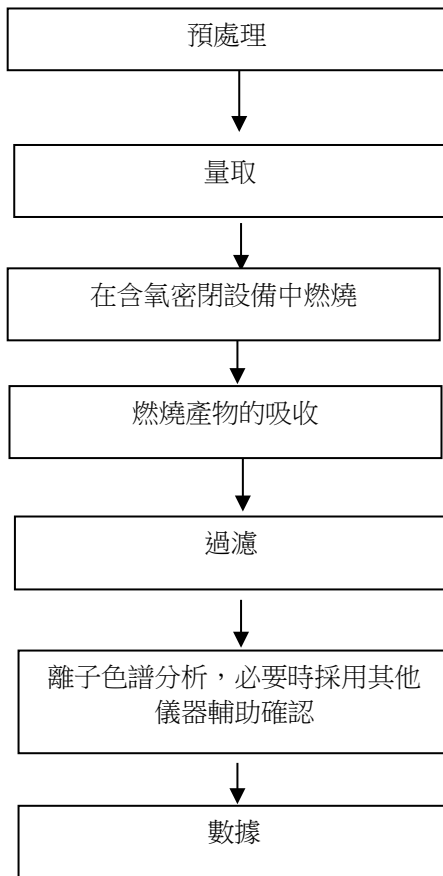 預處理
量取
在含氧密閉設備中燃燒
燃燒產物的吸收
過濾
離子色譜分析，必要時採用其他
儀器輔助確認
數據